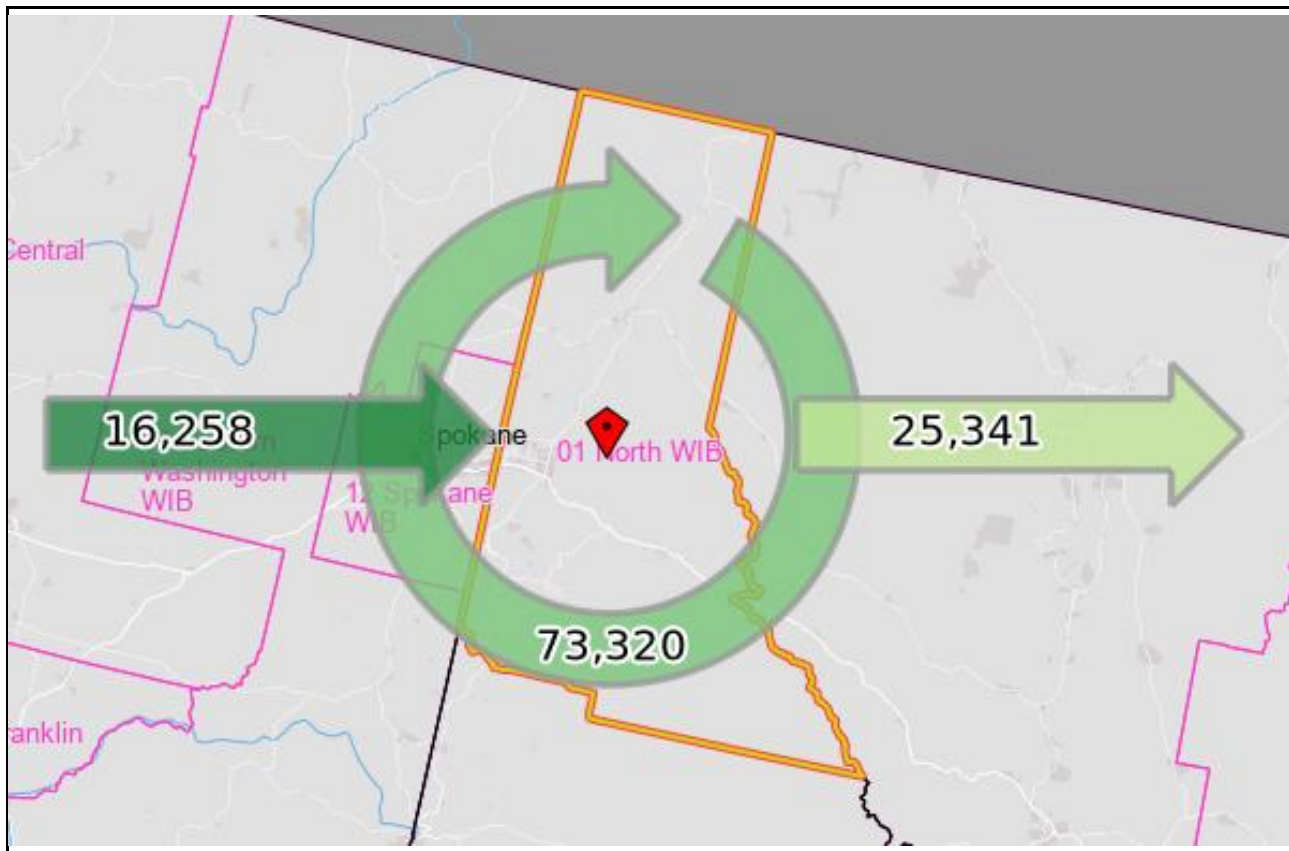 Central
16,258
Spokane
25,341
01 North WIB
Washington
WIB
12 Spokane
WIB
73,320
ranklin